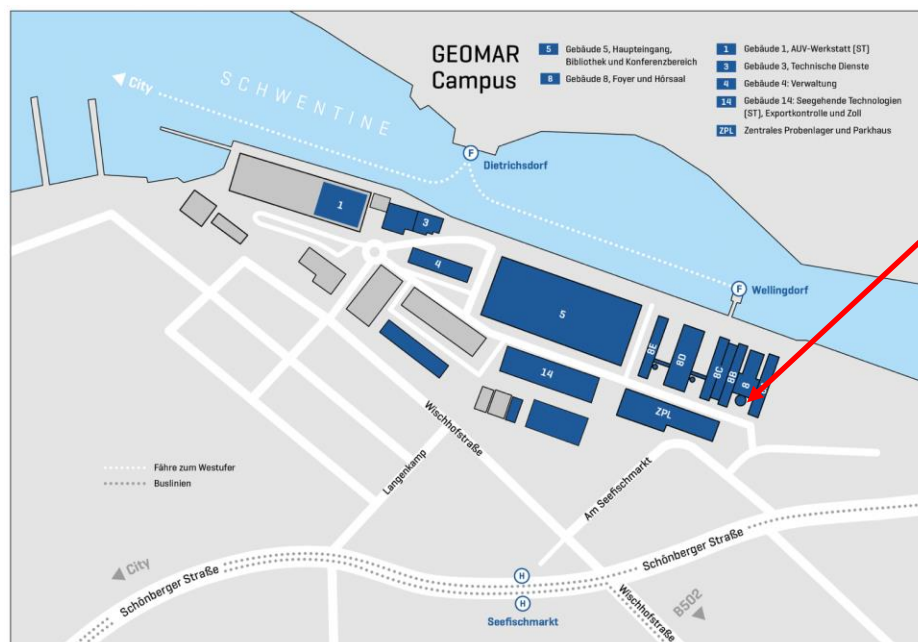 GEOMAR
Campus
5 Gebäude 5, Haupteingang,
Bibliothek und Konferenzbereich
8 Gebäude 8, Foyer und Hörsaal
1 Gebäude 1, AUV-Werkstatt [ST]
3 Gebäude 3, Technische Dienste
4 Gebäude 4: Verwaltung
14 Gebäude 14: Seegehende Technologien
[ST], Exportkontrolle und Zoll
ZPL Zentrales Probenlager und Parkhaus
City
SCHWENTINE
F Dietrichsdorf
1
3
4
F
Wellingdorf
5
8E
8D
8C
8B
8
14
ZPL
Wischhofstraße
Langenkamp
Am Seefischmarkt
Fähre zum Westufer
Buslinien
City
Schönberger Straße
Schönberger Straße
H
H
Seefischmarkt
Wischhofstraße
B502